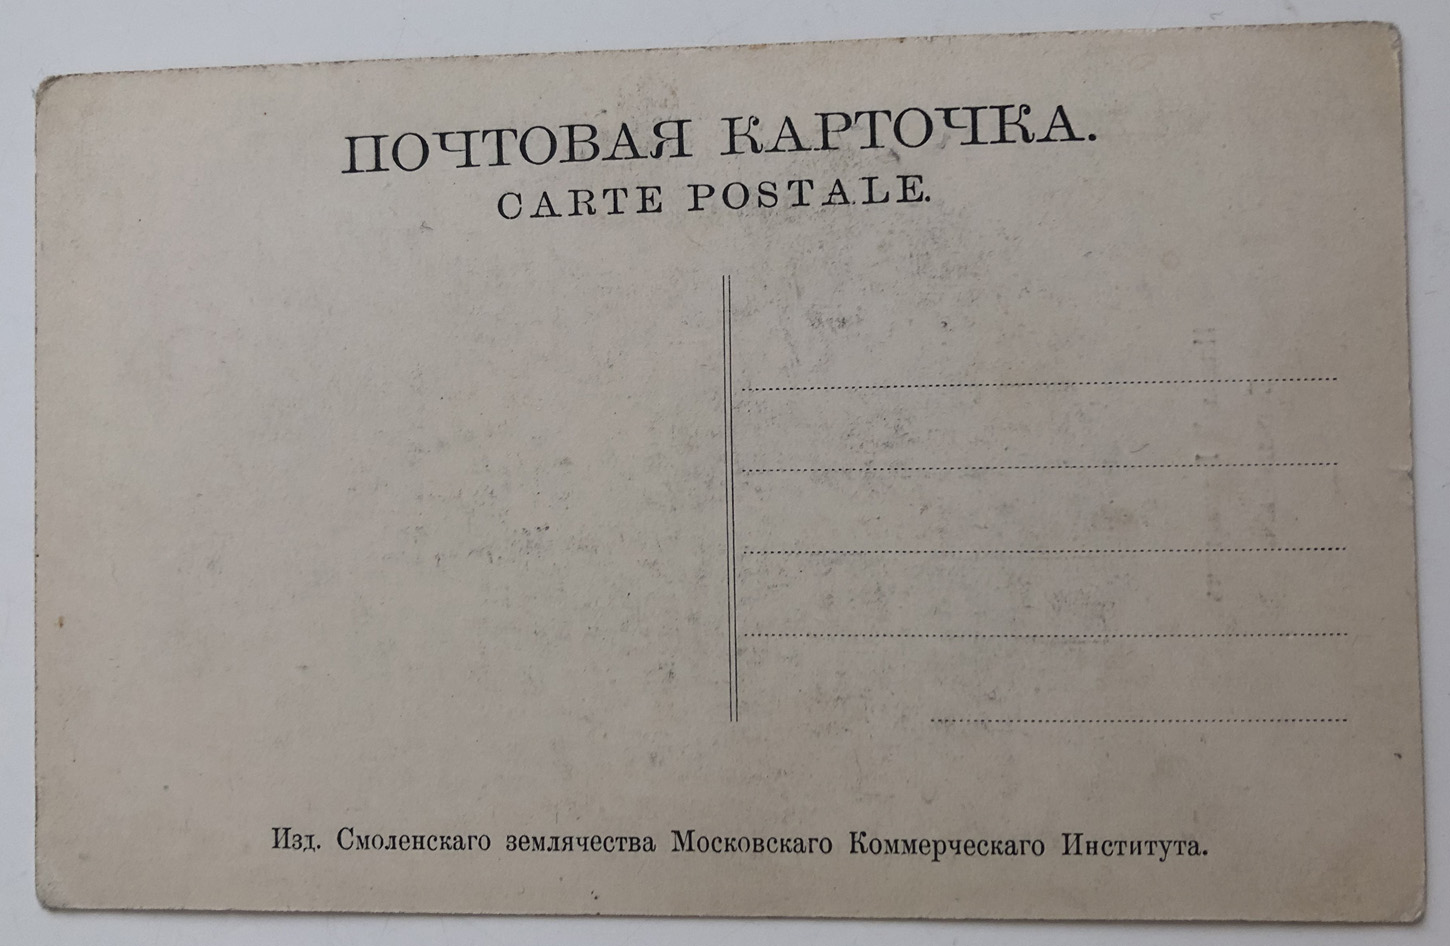 ПОЧТОВАЯ КАРТОЧКА.
CARTE POSTALE.
Изд. Смоленскаго землячества Московскаго Коммерческаго Института.